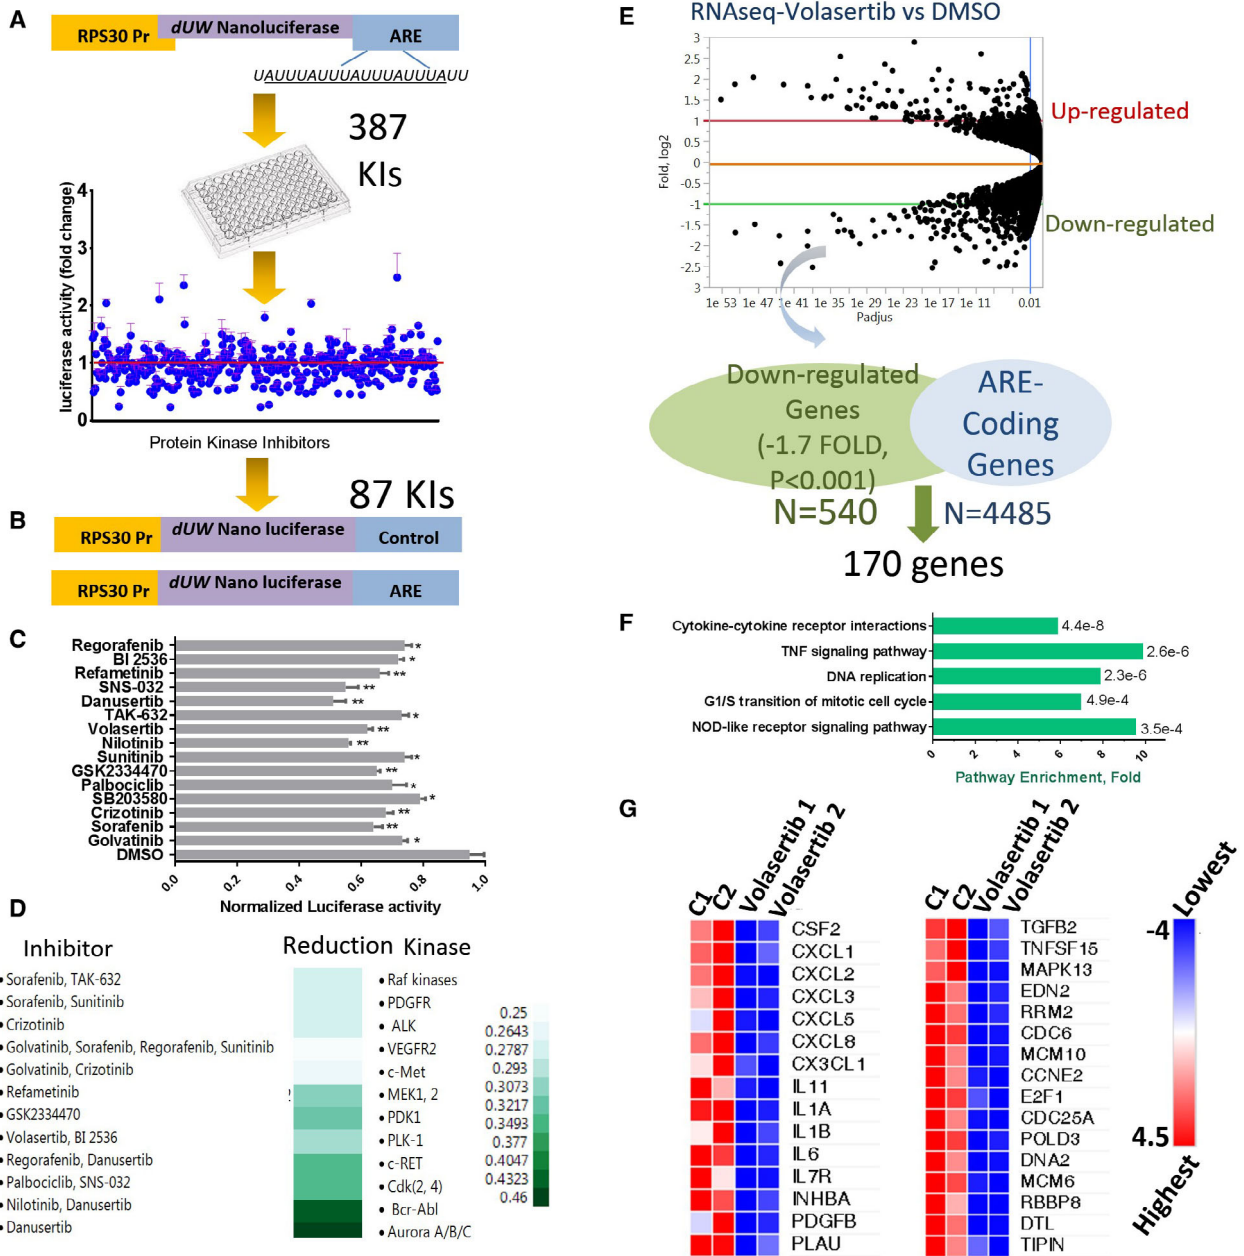 A
RPS30 Pr
dUW Nanoluciferase
ARE
UAUUUAUUUAUUUAUUUAUU
387
KIs
luciferase activity (fold change)
4
3
2
1
0
Protein Kinase Inhibitors
87 KIs
B
RPS30 Pr
dUW Nano luciferase
Control
RPS30 Pr
dUW Nano luciferase
ARE
C
Regorafenib *
BI 2536 *
Refametinib **
SNS-032 **
Danusertib **
TAK-632 *
Volasertib **
Nilotinib **
Sunitinib *
GSK2334470 **
Palbociclib *
SB203580 *
Crizotinib **
Sorafenib **
Golvatinib *
DMSO
0.0 0.2 0.4 0.6 0.8 1.0
Normalized Luciferase activity
D
Inhibitor Reduction Kinase
• Sorafenib, TAK-632 • Raf kinases
• Sorafenib, Sunitinib • PDGFR
• Crizotinib • ALK
• Golvatinib, Sorafenib, Regorafenib, Sunitinib • VEGFR2
• Golvatinib, Crizotinib • c-Met
• Refametinib • MEK1, 2
• GSK2334470 • PDK1
• Volasertib, BI 2536 • PLK-1
• Regorafenib, Danusertib • c-RET
• Palbociclib, SNS-032 • Cdk(2, 4)
• Nilotinib, Danusertib • Bcr-Abl
• Danusertib • Aurora A/B/C
0.25
0.2643
0.2787
0.293
0.3073
0.3217
0.3493
0.377
0.4047
0.4323
0.46
E
RNAseq-Volasertib vs DMSO
Fold, log2
3
2.5
2
1.5
1
0.5
0
-0.5
-1
-1.5
-2
-2.5
3
1e 53 1e 47 1e 41 1e 35 1e 29 1e 23 1e 17 1e 11 0.01
Padjus
Up-regulated
Down-regulated
Down-regulated
Genes
(-1.7 FOLD,
P<0.001)
N=540
ARE-
Coding
Genes
N=4485
170 genes
F
Cytokine-cytokine receptor interactions 4.4e-8
TNF signaling pathway 2.6e-6
DNA replication 2.3e-6
G1/S transition of mitotic cell cycle 4.9e-4
NOD-like receptor signaling pathway 3.5e-4
0 2 4 6 8 10
Pathway Enrichment, Fold
G
C1 C2 Volasertib 1 Volasertib 2
CSF2
CXCL1
CXCL2
CXCL3
CXCL5
CXCL8
CX3CL1
IL11
IL1A
IL1B
IL6
IL7R
INHBA
PDGFB
PLAU
C1 C2 Volasertib 1 Volasertib 2
TGFB2
TNFSF15
MAPK13
EDN2
RRM2
CDC6
MCM10
CCNE2
E2F1
CDC25A
POLD3
DNA2
MCM6
RBBP8
DTL
TIPIN
Lowest
-4
4.5
Highest